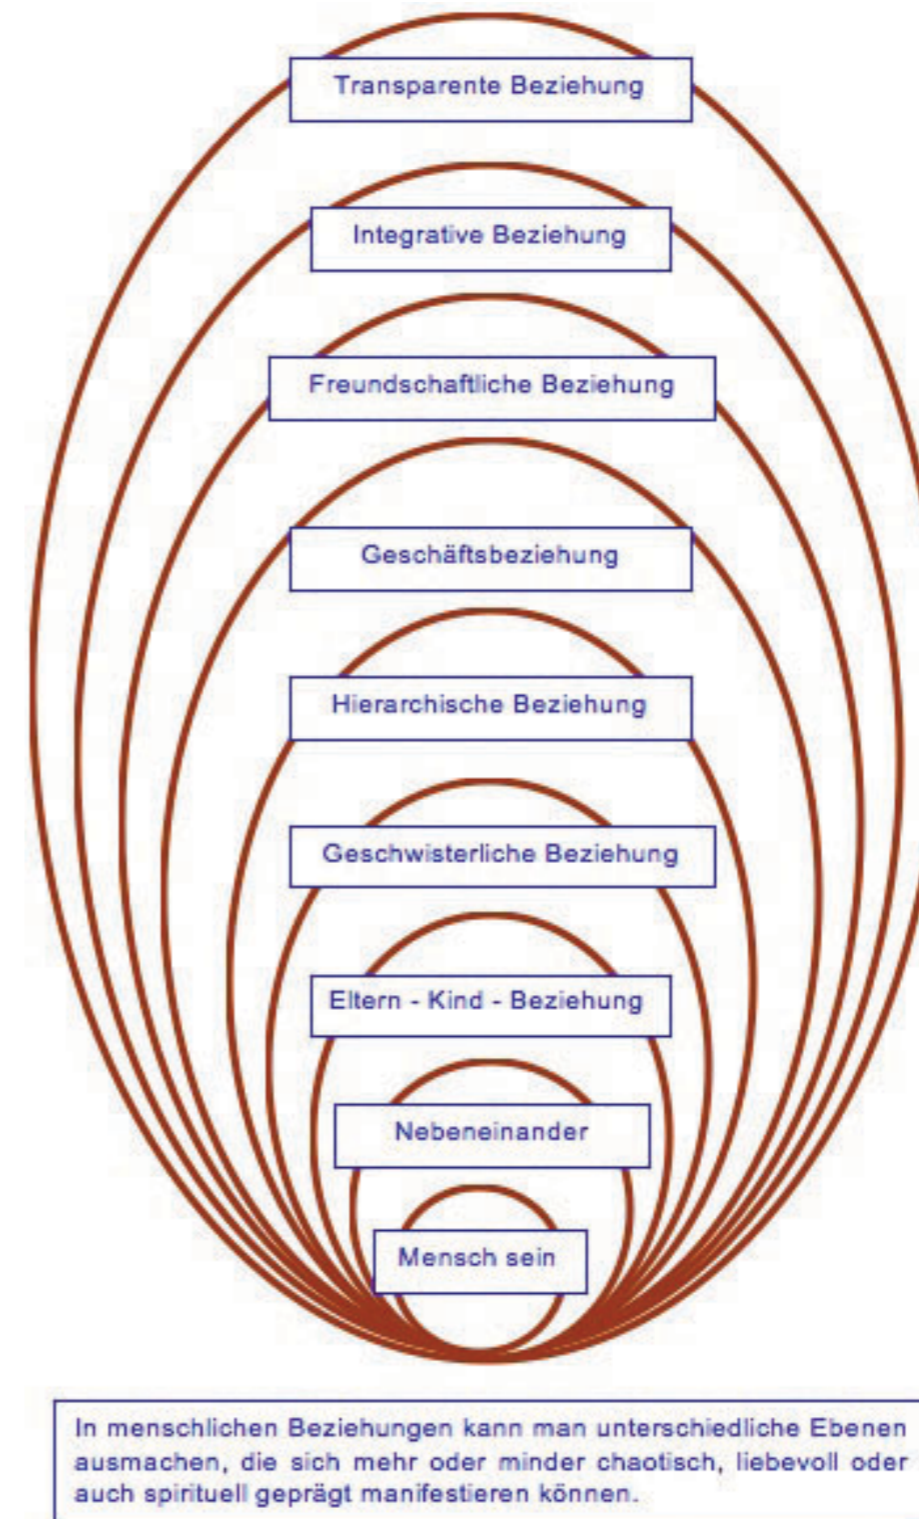 Transparente Beziehung
Integrative Beziehung
Freundschaftliche Beziehung
Geschäftsbeziehung
Hierarchische Beziehung
Geschwisterliche Beziehung
Eltern - Kind - Beziehung
Nebeneinander
Mensch sein
In menschlichen Beziehungen kann man unterschiedliche Ebenen
ausmachen, die sich mehr oder minder chaotisch, liebevoll oder
auch spirituell geprägt manifestieren können.